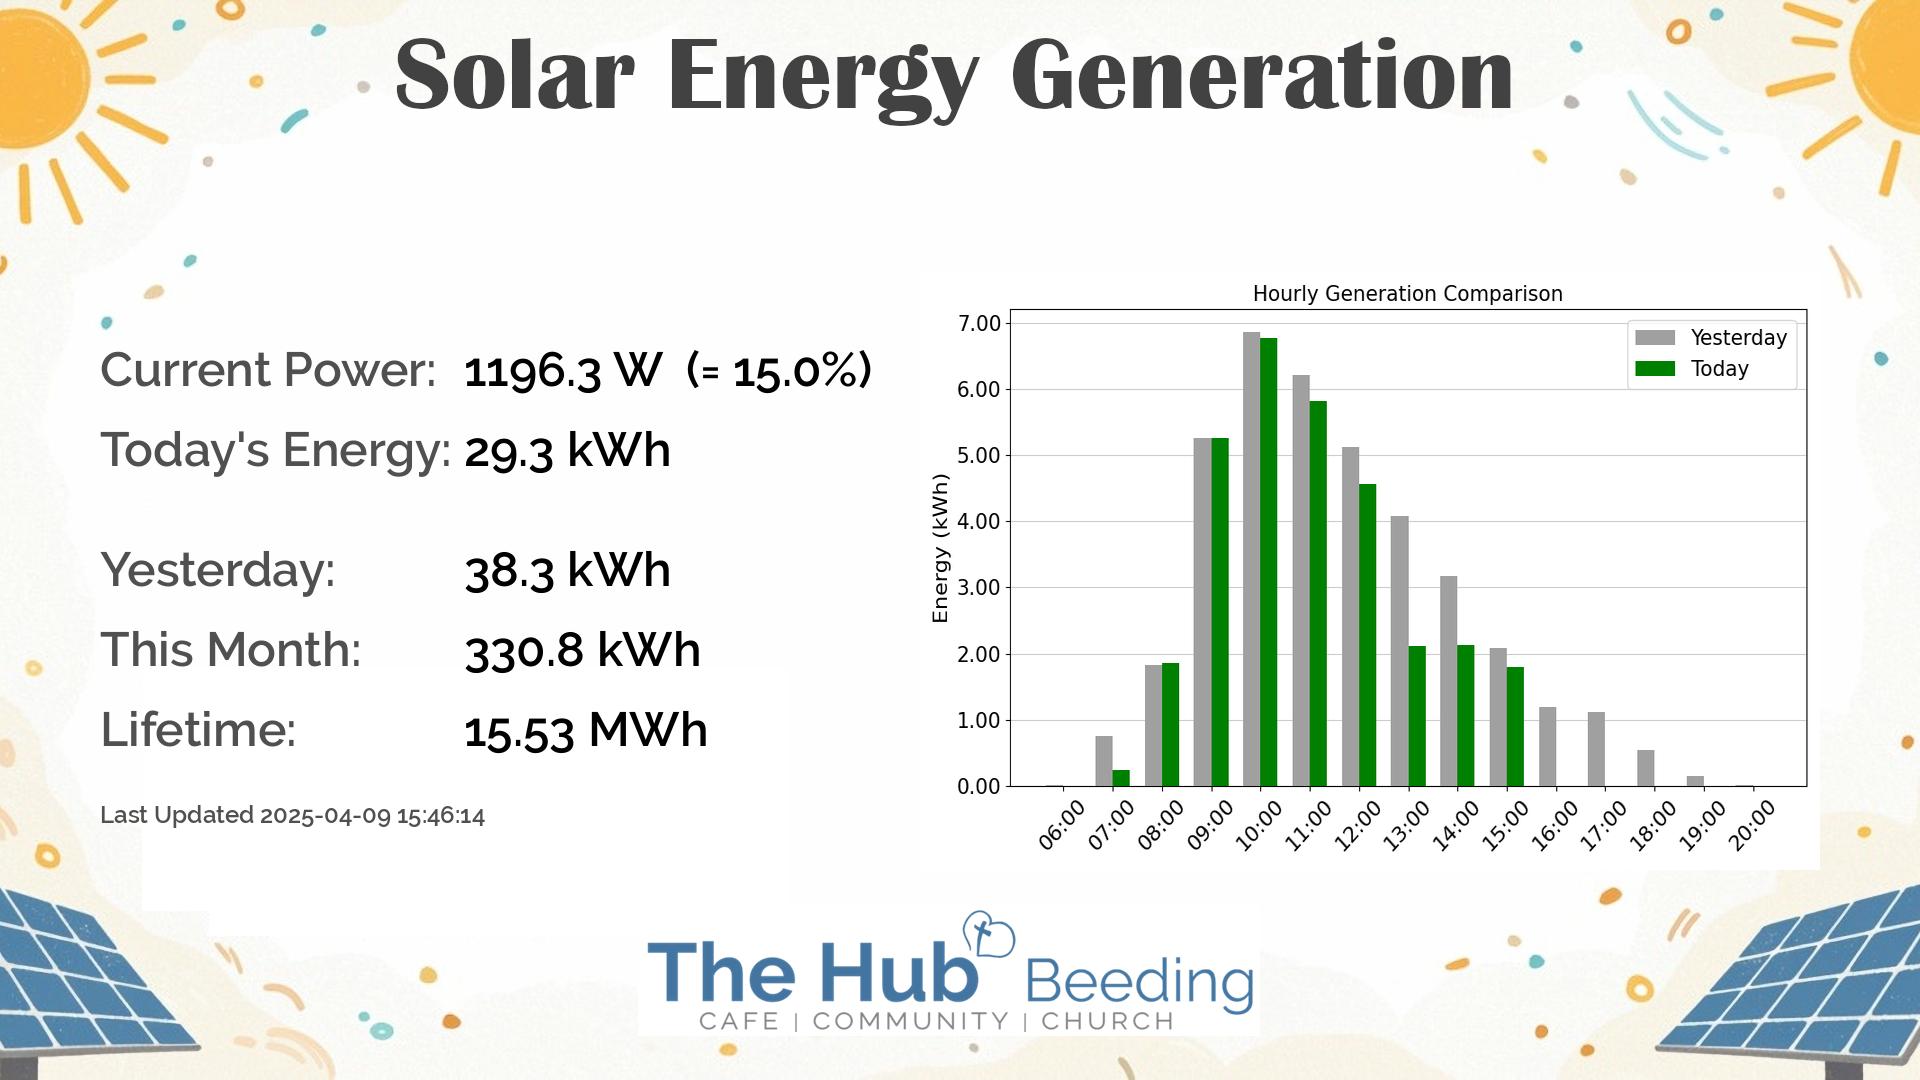 Solar Energy Generation
Current Power: 1196.3 W (= 15.0%)
Today's Energy: 29.3 kWh
Yesterday: 38.3 kWh
This Month: 330.8 kWh
Lifetime: 15.53 MWh
Last Updated 2025-04-09 15:46:14
Hourly Generation Comparison
Yesterday
Today
Energy (kWh)
7.00
6.00
5.00
4.00
3.00
2.00
1.00
0.00
06:00 07:00 08:00 09:00 10:00 11:00 12:00 13:00 14:00 15:00 16:00 17:00 18:00 19:00 20:00
The Hub Beeding
CAFE | COMMUNITY | CHURCH